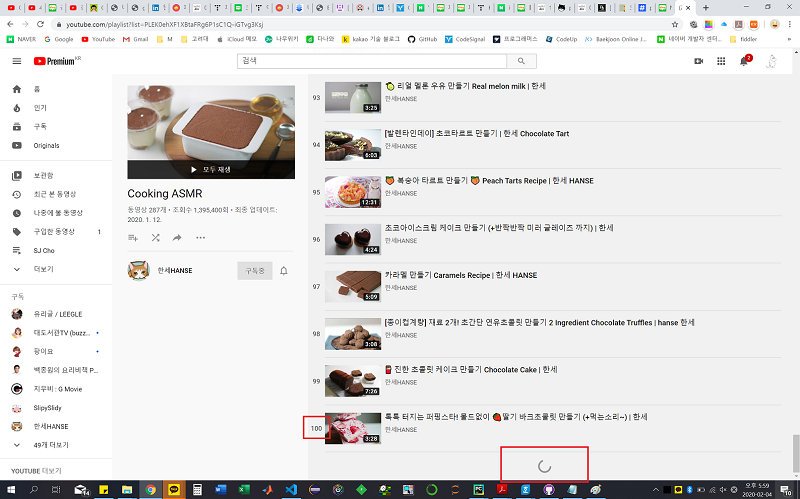 youtube.com/playlist?list=PLEK0ehXF1XBtaFRg6P1sC1Q-iGTvg3Ksj
NAVER
Google
YouTube
Gmail
M
고려대
iCloud 메모
나무위키
다나와
kakao 기술 블로그
GitHub
CodeSignal
프로그래머스
CodeUp
Baekjoon Online J...
네이버 개발자 센터...
fiddler
Premium KR
검색
2
홈
인기
구독
Originals
보관함
최근 본 동영상
나중에 볼 동영상
구입한 동영상 1
SJ Cho
더보기
구독
유리글 / LEEGLE
대도서관TV (buzz...
팡이요
백종원의 요리비책 P...
지무비 : G Movie
SlipySlidy
한세HANSE
49개 더보기
YOUTUBE 더보기
모두 재생
Cooking ASMR
동영상 287개 • 조회수 1,395,400회 • 최종 업데이트:
2020. 1. 12.
한세HANSE
구독중
93
3:25
리얼 멜론 우유 만들기 Real melon milk | 한세
한세HANSE
94
6:03
[발렌타인데이] 초코타르트 만들기 | 한세 Chocolate Tart
한세HANSE
95
12:31
복숭아 타르트 만들기 Peach Tarts Recipe | 한세 HANSE
한세HANSE
96
4:24
초코아이스크림 케이크 만들기 (+반짝반짝 미러 글레이즈 까지) | 한세
한세HANSE
97
5:09
카라멜 만들기 Caramels Recipe | 한세 HANSE
한세HANSE
98
3:08
[종이컵계량] 재료 2개! 초간단 연유초콜릿 만들기 2 Ingredient Chocolate Truffles | hanse 한세
한세HANSE
99
7:26
진한 초콜릿 케이크 만들기 Chocolate Cake | 한세
한세HANSE
100
3:28
톡톡 터지는 퍼핑스타! 몰드없이 딸기 바크초콜릿 만들기 (+먹는소리~) | 한세
한세HANSE
오후 5:59
2020-02-04